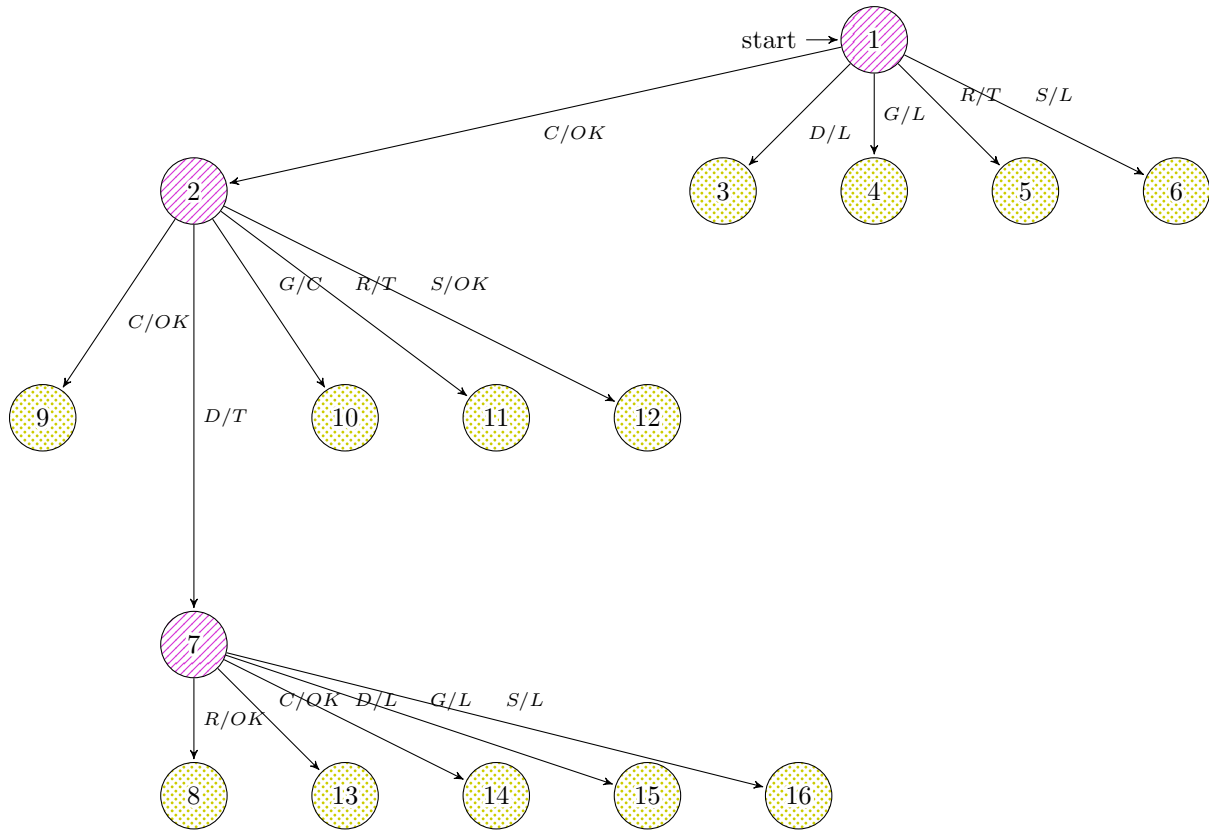 start 1
R/T S/L
G/L
C/OK D/L
2 3 4 5 6
G/C R/T S/OK
C/OK
D/T
9 10 11 12
7
C/OK D/L G/L S/L
R/OK
8 13 14 15 16